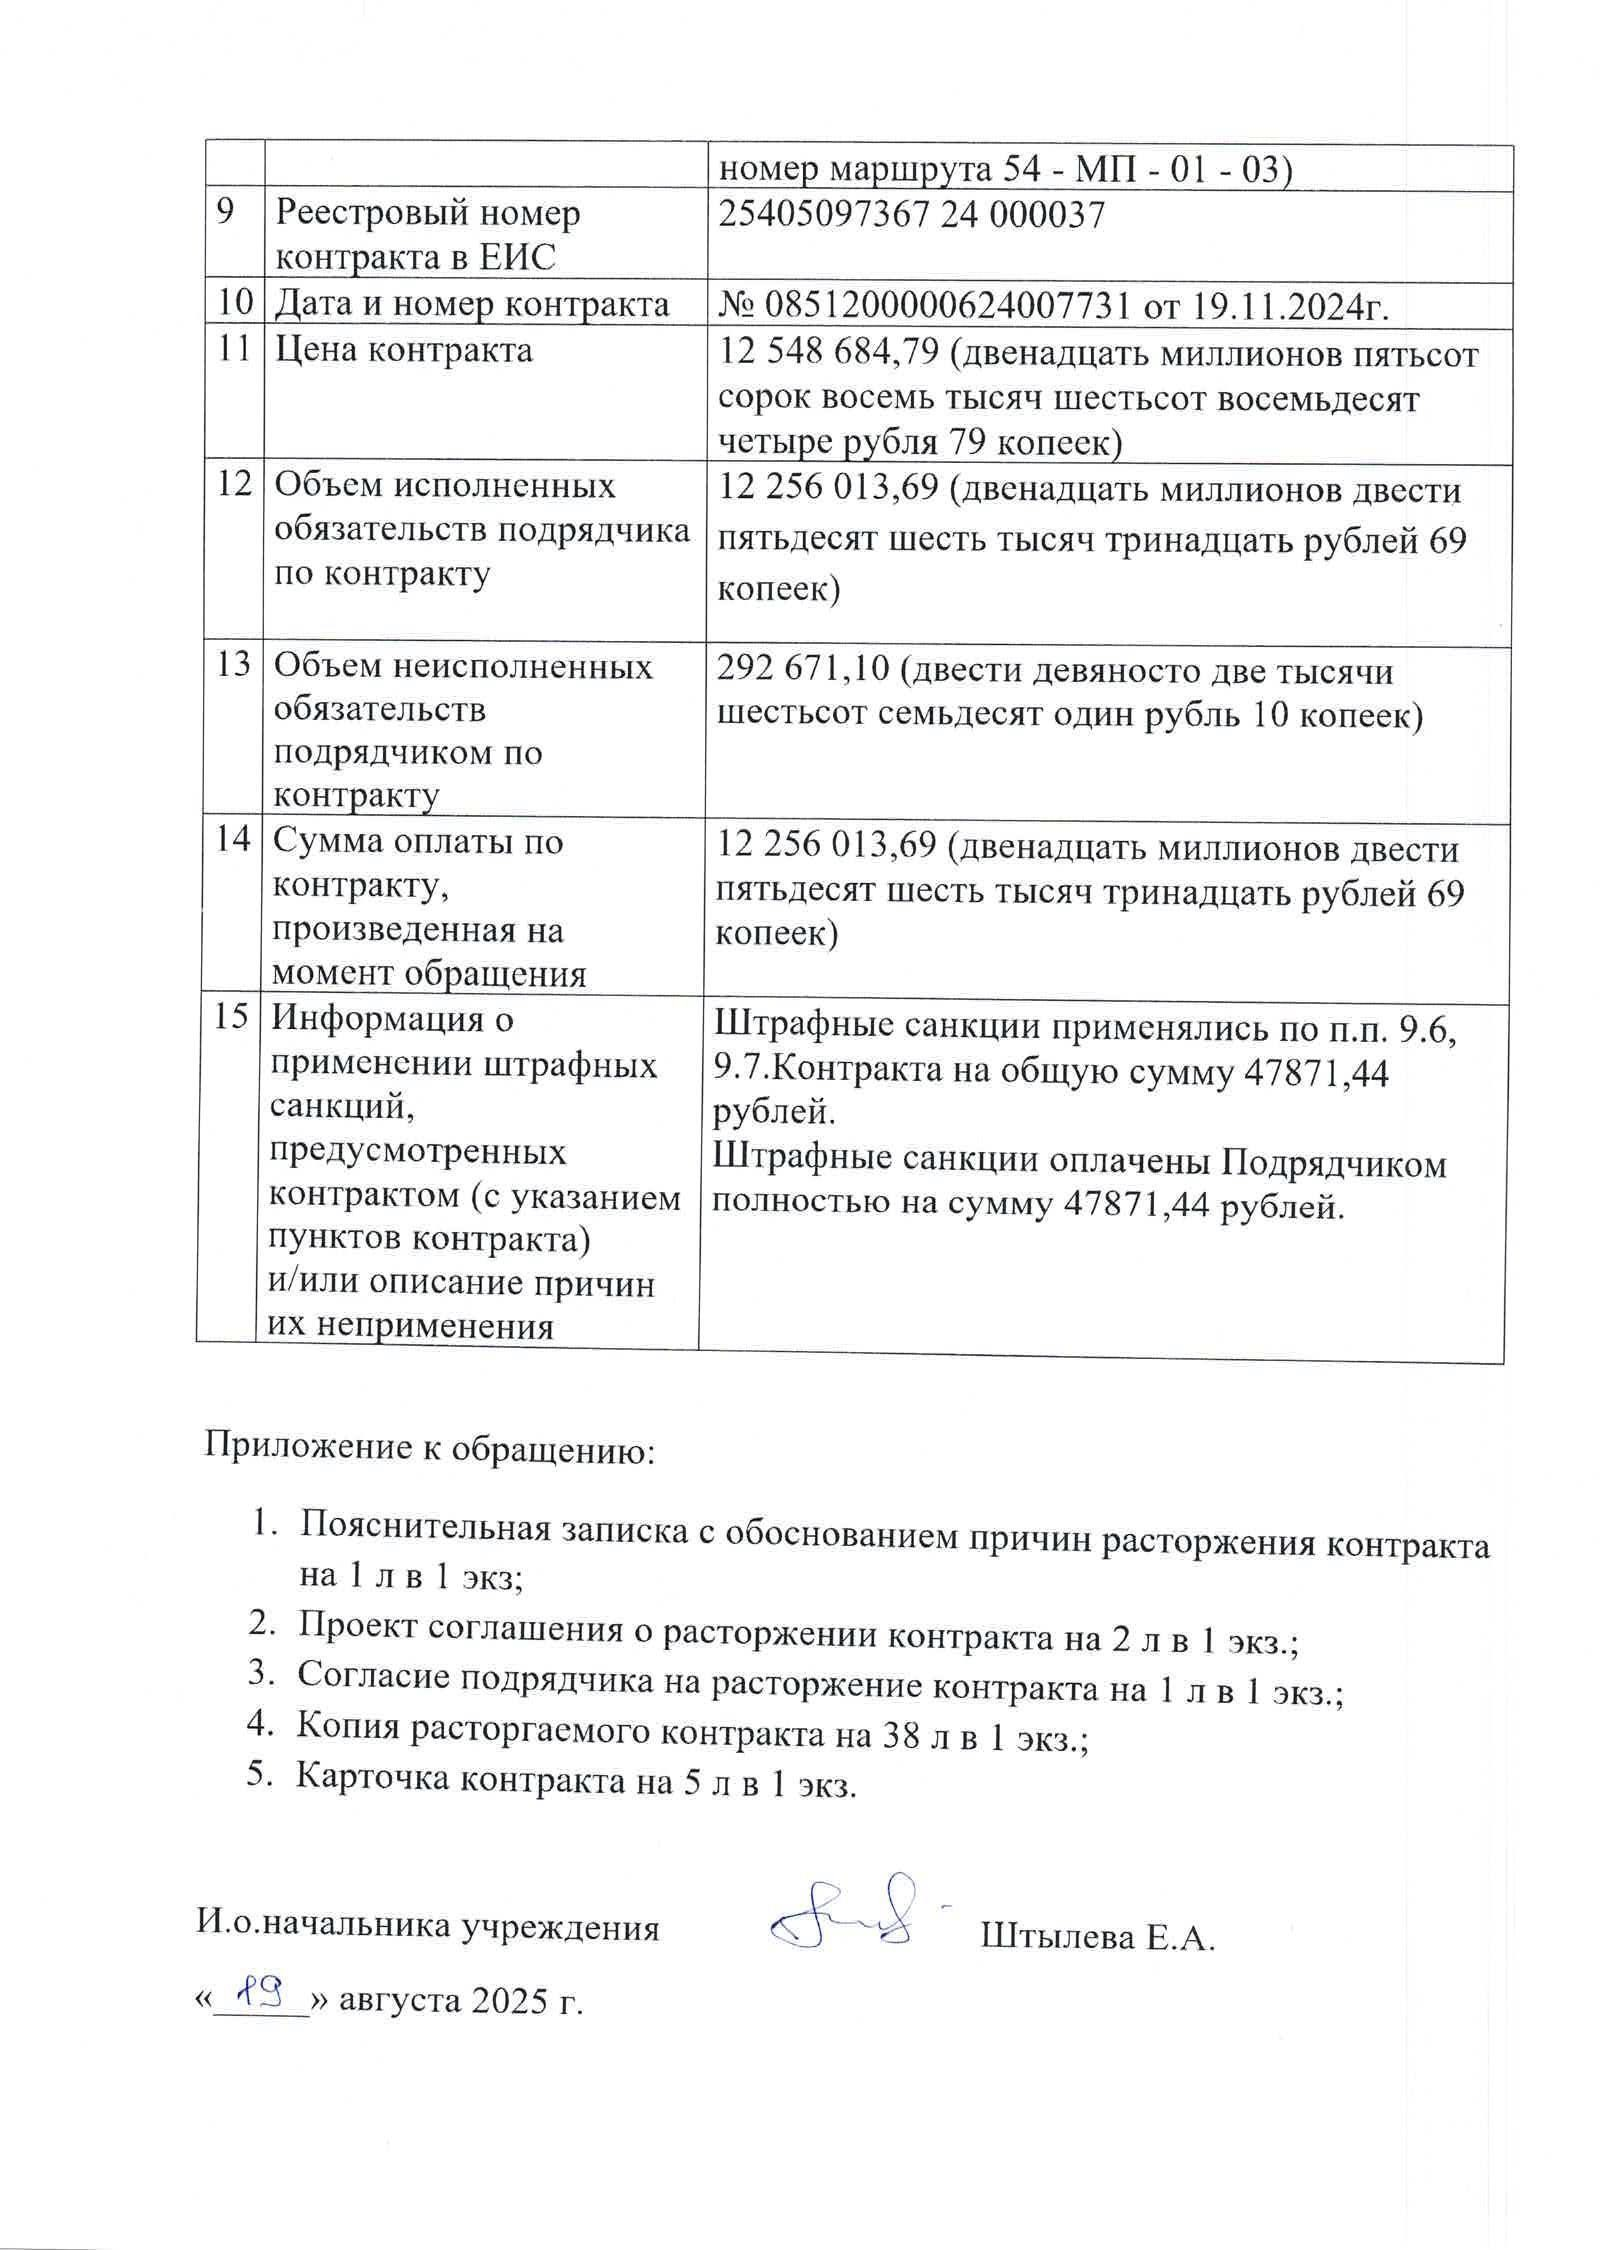 номер маршрута 54 - МП - 01 - 03)
9 Реестровый номер
контракта в ЕИС
25405097367 24 000037
10 Дата и номер контракта
№ 0851200000624007731 от 19.11.2024г.
11 Цена контракта
12 548 684,79 (двенадцать миллионов пятьсот
сорок восемь тысяч шестьсот восемьдесят
четыре рубля 79 копеек)
12 Объем исполненных
обязательств подрядчика
по контракту
12 256 013,69 (двенадцать миллионов двести
пятьдесят шесть тысяч тринадцать рублей 69
копеек)
13 Объем неисполненных
обязательств
подрядчиком по
контракту
292 671,10 (двести девяносто две тысячи
шестьсот семьдесят один рубль 10 копеек)
14 Сумма оплаты по
контракту,
произведенная на
момент обращения
12 256 013,69 (двенадцать миллионов двести
пятьдесят шесть тысяч тринадцать рублей 69
копеек)
15 Информация о
применении штрафных
санкций,
предусмотренных
контрактом (с указанием
пунктов контракта)
и/или описание причин
их неприменения
Штрафные санкции применялись по п.п. 9.6,
9.7.Контракта на общую сумму 47871,44
рублей.
Штрафные санкции оплачены Подрядчиком
полностью на сумму 47871,44 рублей.
Приложение к обращению:
1. Пояснительная записка с обоснованием причин расторжения контракта
на 1 л в 1 экз;
2. Проект соглашения о расторжении контракта на 2 л в 1 экз.;
3. Согласие подрядчика на расторжение контракта на 1 л в 1 экз.;
4. Копия расторгаемого контракта на 38 л в 1 экз.;
5. Карточка контракта на 5 л в 1 экз.
И.о.начальника учреждения Штылева Е.А.
«19» августа 2025 г.